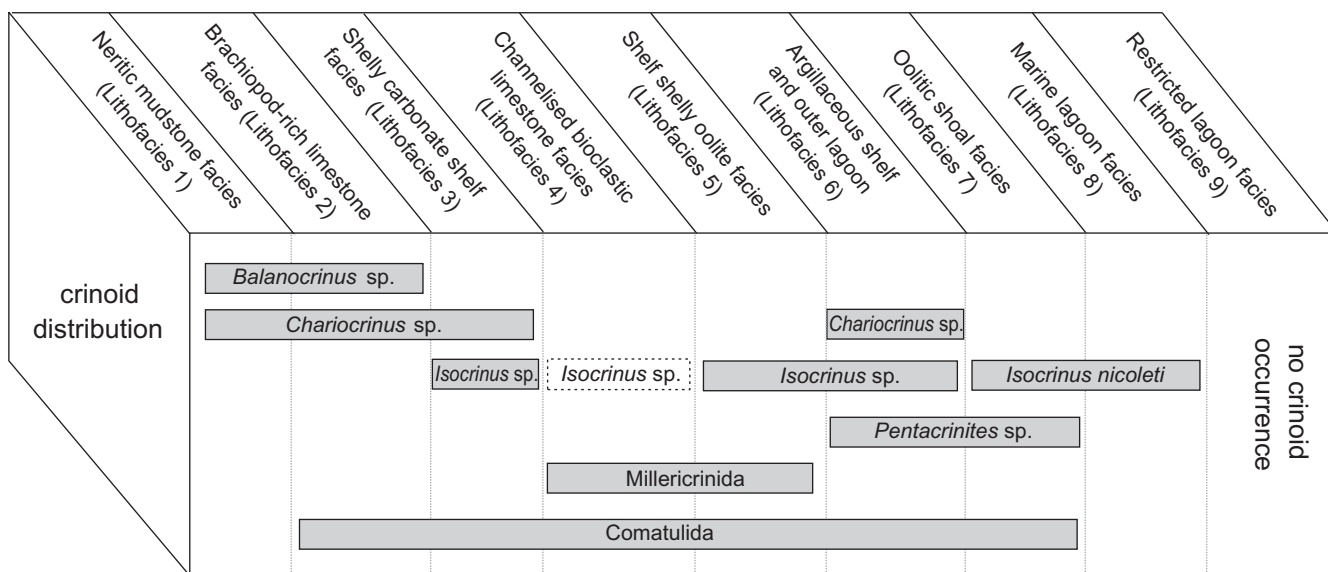 Neritic mudstone facies
(Lithofacies 1)
Brachiopod-rich limestone
facies (Lithofacies 2)
Shelly carbonate shelf
facies (Lithofacies 3)
Channelised bioclastic
limestone facies
(Lithofacies 4)
Shelf shelly oolite facies
(Lithofacies 5)
Argillaceous shelf
and outer lagoon
(Lithofacies 6)
Oolitic shoal facies
(Lithofacies 7)
Marine lagoon facies
(Lithofacies 8)
Restricted lagoon facies
(Lithofacies 9)
crinoid
distribution
Balanocrinus sp.
Chariocrinus sp.
Chariocrinus sp.
Isocrinus sp.
Isocrinus sp.
Isocrinus sp.
Isocrinus nicoleti
Pentacrinites sp.
Millericrinida
Comatulida
no crinoid
occurrence